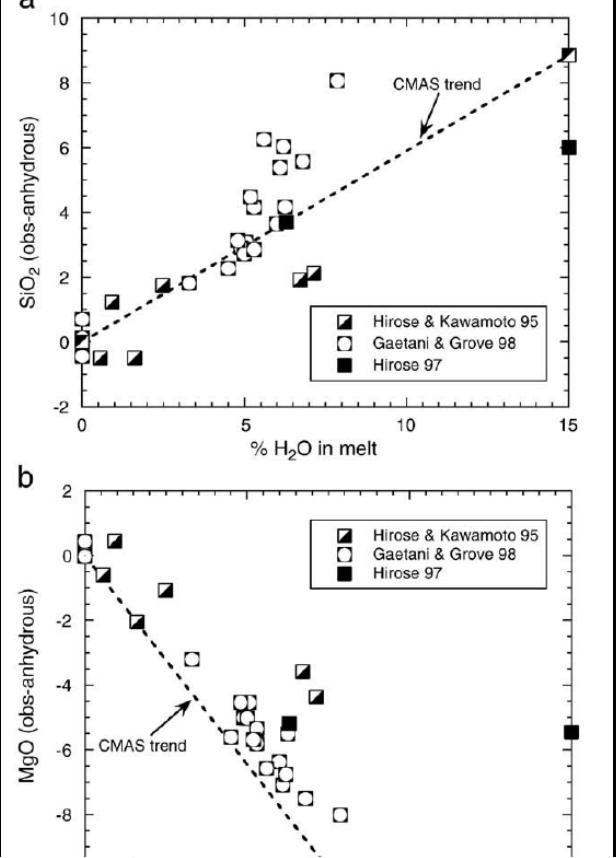 a
10
8
6
4
2
0
-2
SiO2 (obs-anhydrous)
CMAS trend
Hirose & Kawamoto 95
Gaetani & Grove 98
Hirose 97
0 5 10 15
% H2O in melt
b
2
0
-2
-4
-6
-8
MgO (obs-anhydrous)
Hirose & Kawamoto 95
Gaetani & Grove 98
Hirose 97
CMAS trend